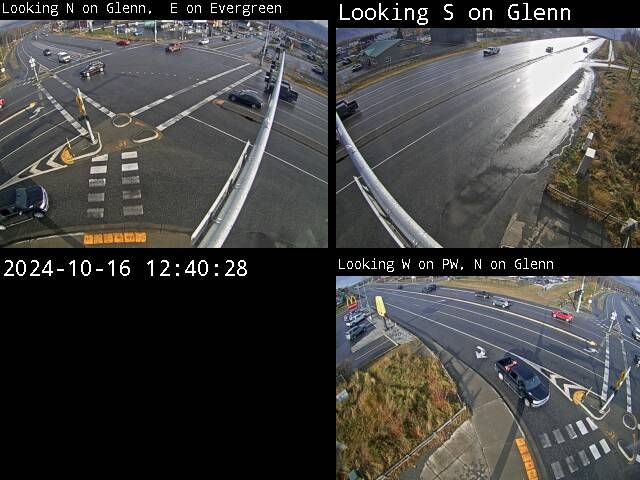 Looking N on Glenn,  E on Evergreen
Looking S on Glenn
2024-10-16 12:40:28
Looking W on PW, N on Glenn